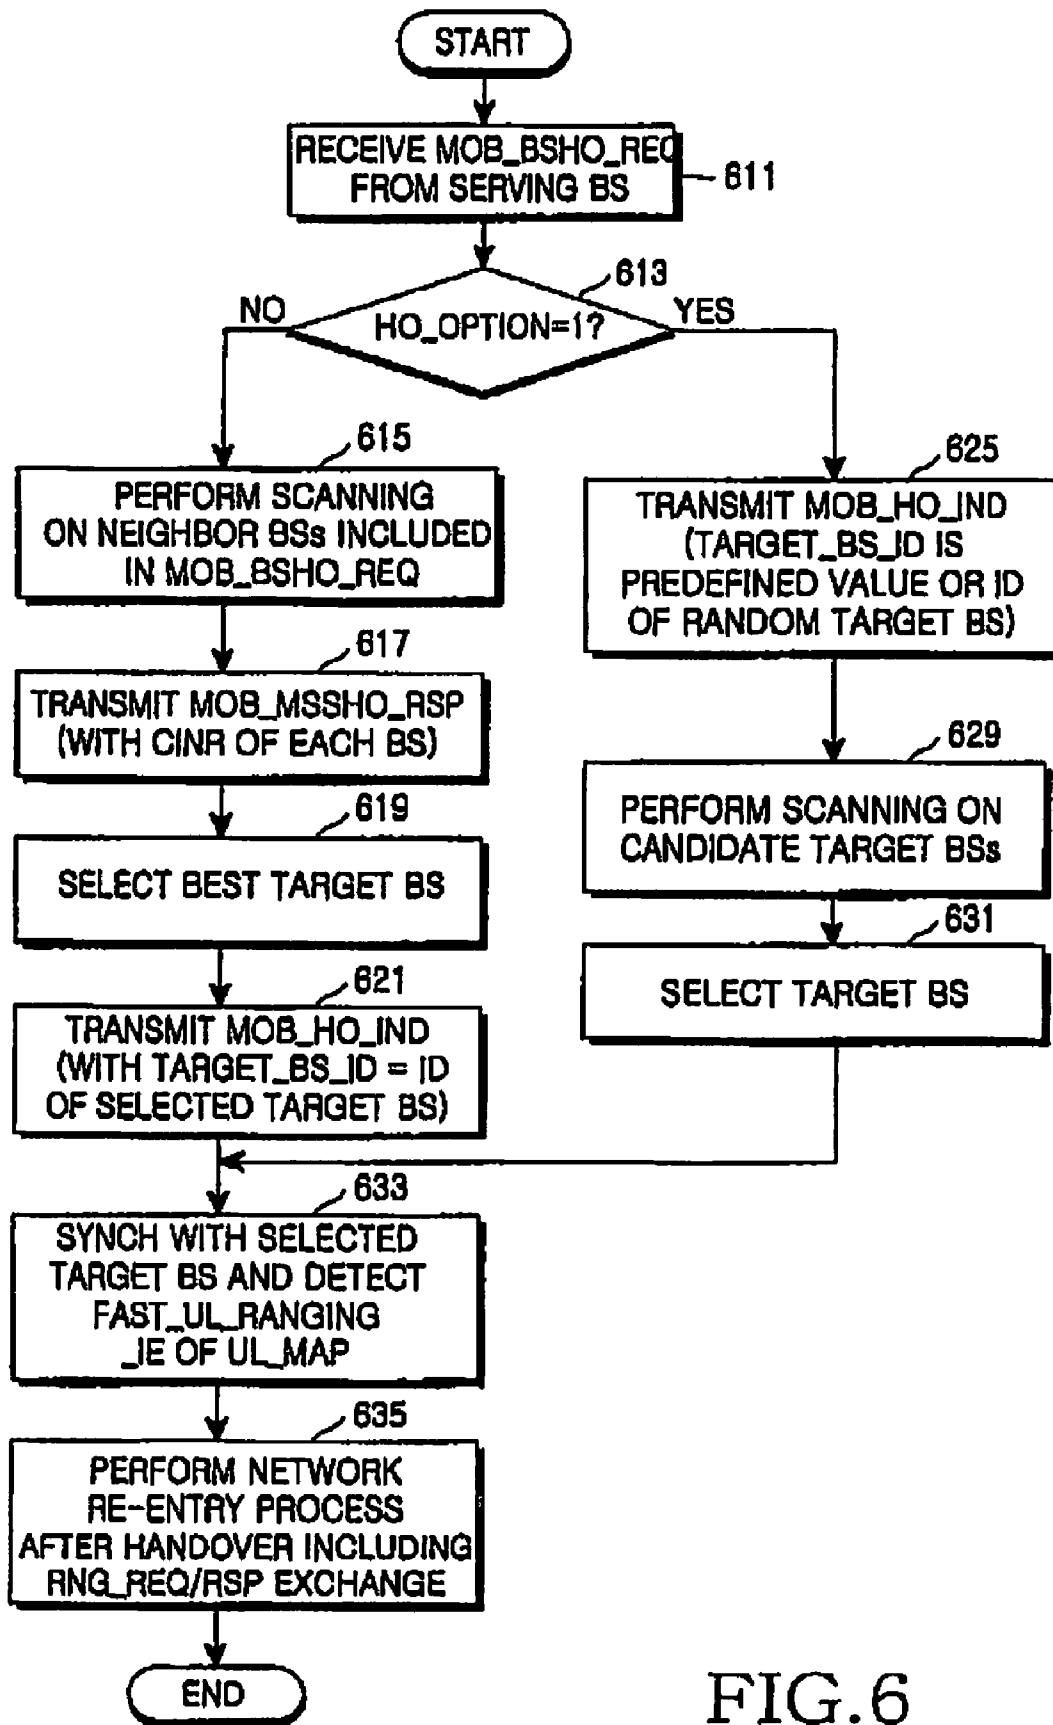 START
RECEIVE MOB_BSHO_REQ
FROM SERVING BS
611
613
NO
HO_OPTION=1?
YES
615
PERFORM SCANNING
ON NEIGHBOR BSs INCLUDED
IN MOB_BSHO_REQ
617
TRANSMIT MOB_MSSHO_RSP
(WITH CINR OF EACH BS)
619
SELECT BEST TARGET BS
621
TRANSMIT MOB_HO_IND
(WITH TARGET_BS_ID = ID
OF SELECTED TARGET BS)
625
TRANSMIT MOB_HO_IND
(TARGET_BS_ID IS
PREDEFINED VALUE OR ID
OF RANDOM TARGET BS)
629
PERFORM SCANNING ON
CANDIDATE TARGET BSs
631
SELECT TARGET BS
633
SYNCH WITH SELECTED
TARGET BS AND DETECT
FAST_UL_RANGING
_IE OF UL_MAP
635
PERFORM NETWORK
RE-ENTRY PROCESS
AFTER HANDOVER INCLUDING
RNG_REQ/RSP EXCHANGE
END
FIG.6